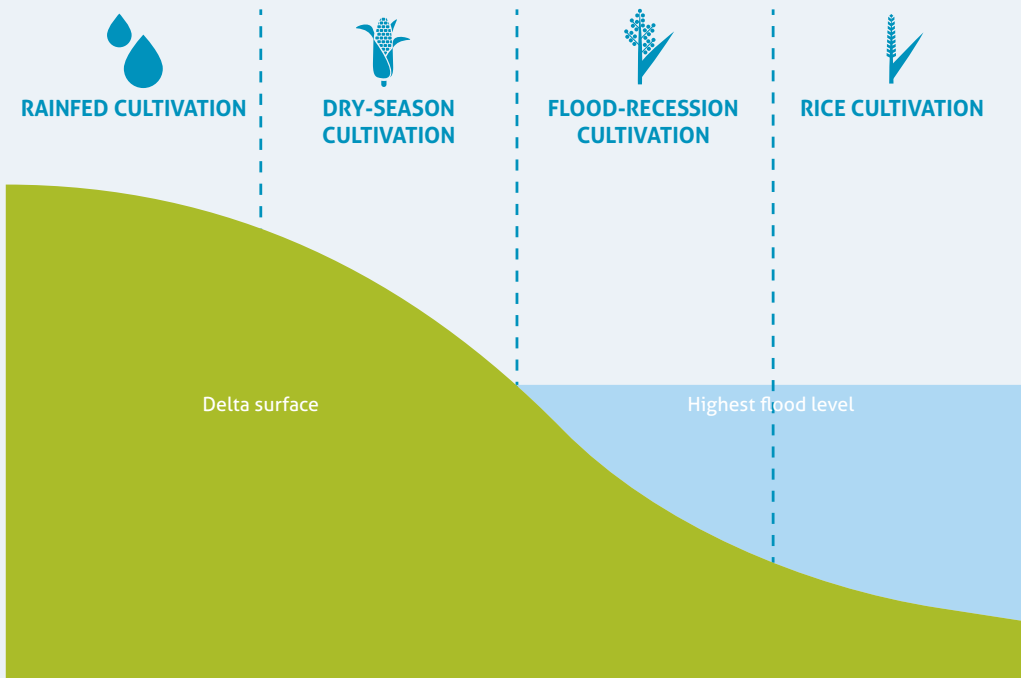 RAINFED CULTIVATION
DRY-SEASON
CULTIVATION
FLOOD-RECESSION
CULTIVATION
RICE CULTIVATION
Delta surface
Highest flood level